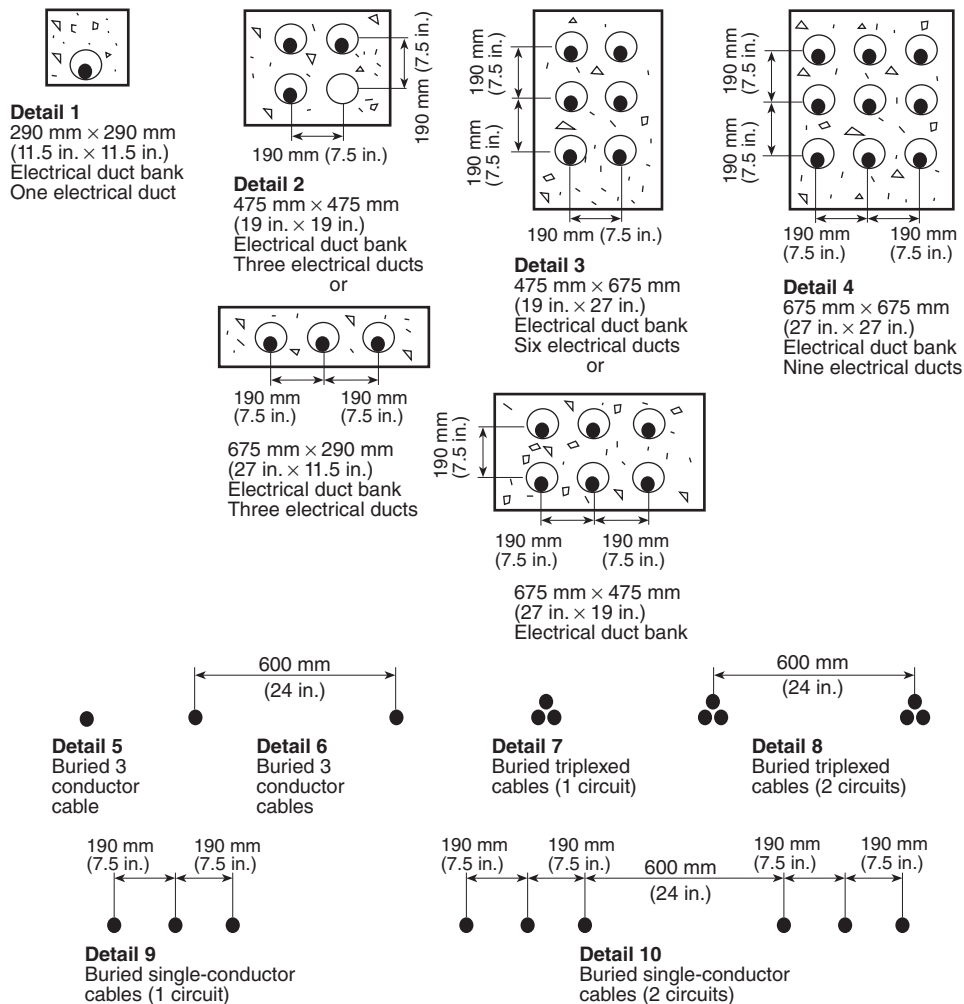 Detail 1
290 mm × 290 mm
(11.5 in. × 11.5 in.)
Electrical duct bank
One electrical duct
190 mm (7.5 in.)
190 mm (7.5 in.)
Detail 2
475 mm × 475 mm
(19 in. × 19 in.)
Electrical duct bank
Three electrical ducts
or
190 mm
(7.5 in.)
190 mm
(7.5 in.)
675 mm × 290 mm
(27 in. × 11.5 in.)
Electrical duct bank
Three electrical ducts
190 mm
(7.5 in.)
190 mm
(7.5 in.)
190 mm (7.5 in.)
Detail 3
475 mm × 675 mm
(19 in. × 27 in.)
Electrical duct bank
Six electrical ducts
or
190 mm
(7.5 in.)
190 mm
(7.5 in.)
190 mm
(7.5 in.)
675 mm × 475 mm
(27 in. × 19 in.)
Electrical duct bank
190 mm
(7.5 in.)
190 mm
(7.5 in.)
190 mm
(7.5 in.)
190 mm
(7.5 in.)
Detail 4
675 mm × 675 mm
(27 in. × 27 in.)
Electrical duct bank
Nine electrical ducts
Detail 5
Buried 3
conductor
cable
600 mm
(24 in.)
Detail 6
Buried 3
conductor
cables
Detail 7
Buried triplexed
cables (1 circuit)
600 mm
(24 in.)
Detail 8
Buried triplexed
cables (2 circuits)
190 mm
(7.5 in.)
190 mm
(7.5 in.)
Detail 9
Buried single-conductor
cables (1 circuit)
190 mm
(7.5 in.)
190 mm
(7.5 in.)
600 mm
(24 in.)
190 mm
(7.5 in.)
190 mm
(7.5 in.)
Detail 10
Buried single-conductor
cables (2 circuits)